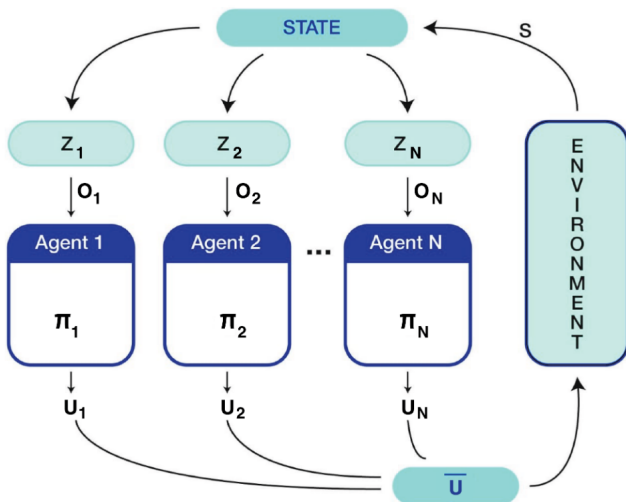 STATE
S
Z1 Z2 ZN
O1 O2 ON
Agent 1 Agent 2 ... Agent N
π1 π2 πN
U1 U2 UN
U̅
ENVIRONMENT